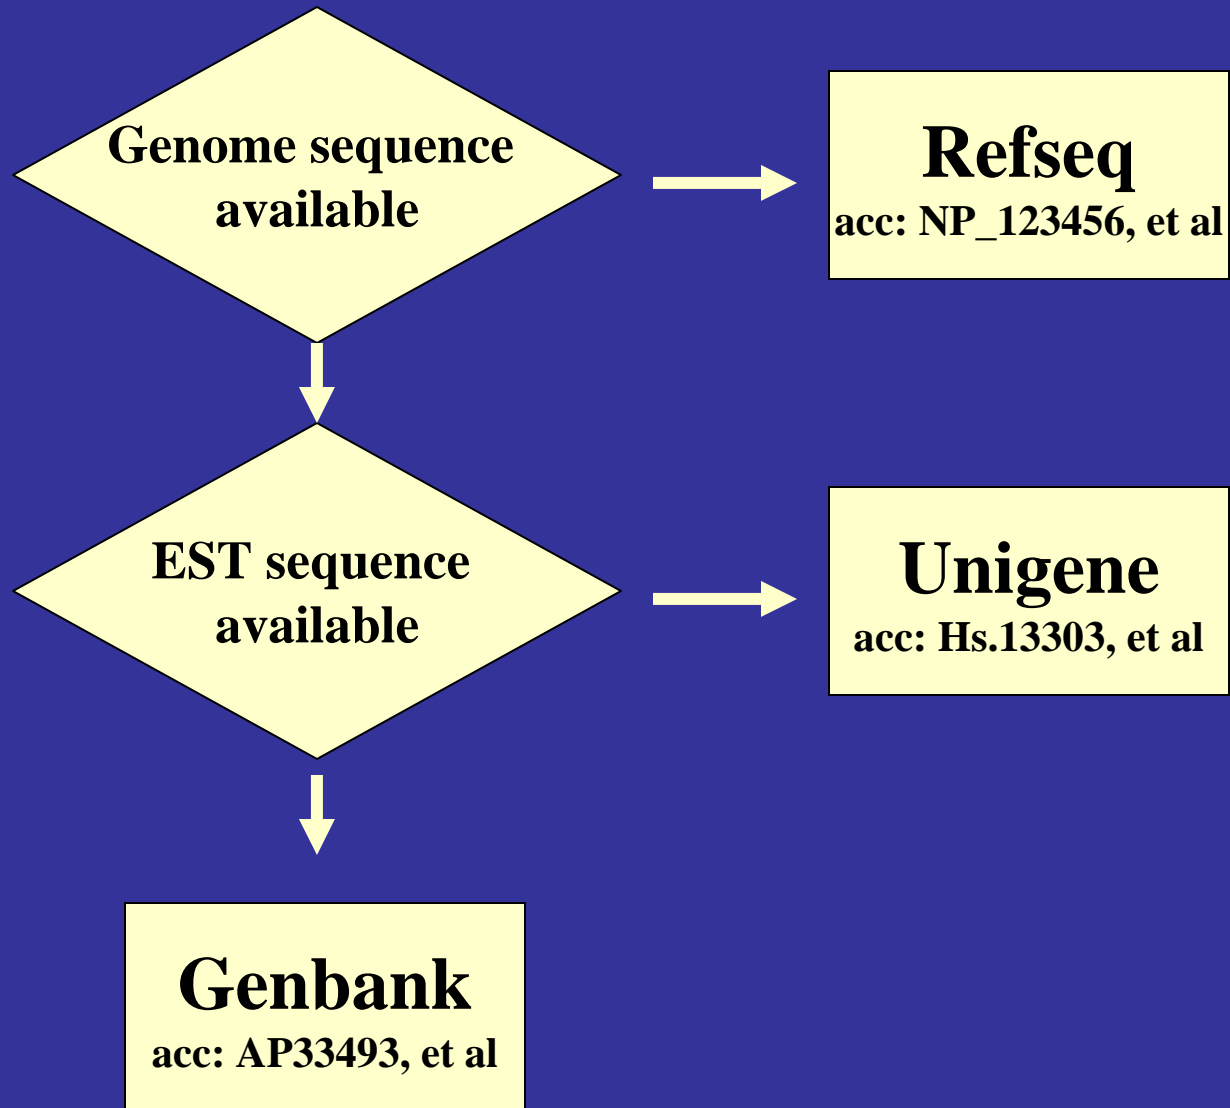 Genome sequence
available
Refseq
acc: NP_123456, et al
EST sequence
available
Unigene
acc: Hs.13303, et al
Genbank
acc: AP33493, et al